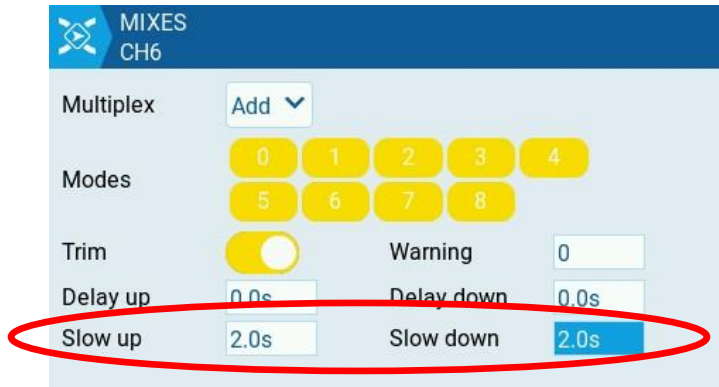 MIXES
CH6
Multiplex Add
Modes 0 1 2 3 4
5 6 7 8
Trim Warning 0
Delay up 0.0s Delay down 0.0s
Slow up 2.0s Slow down 2.0s